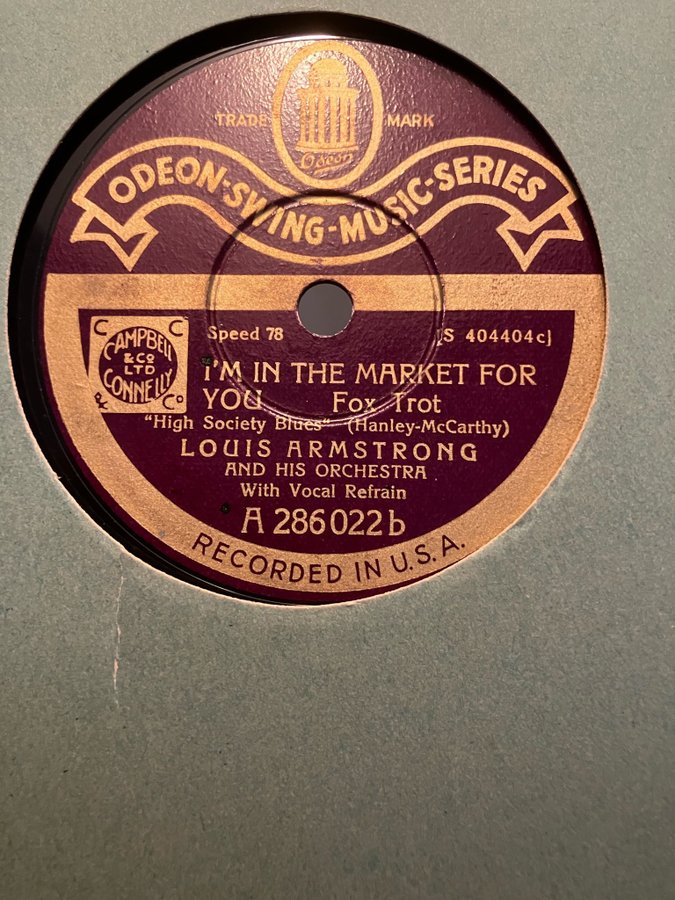 TRADE MARK
Odeon
ODEON-SWING-MUSIC-SERIES
Speed 78 (S 404404c)
C C
CAMPBELL
& Co
LTD
CONNELLY
& Co
I'M IN THE MARKET FOR
YOU Fox Trot
"High Society Blues" (Hanley-McCarthy)
LOUIS ARMSTRONG
AND HIS ORCHESTRA
With Vocal Refrain
A 286022b
RECORDED IN U.S.A.